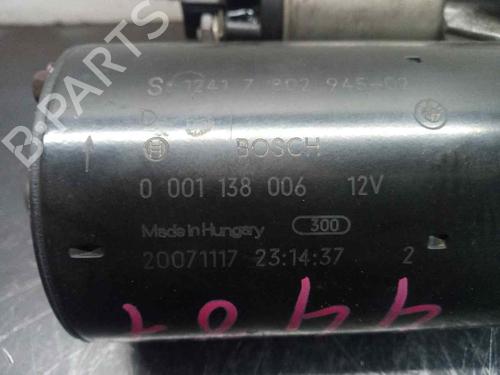 S: 1241 7 802 945-02
BOSCH
0 001 138 006 12V
Made in Hungary 300
20071117 23:14:37 2
B-PARTS